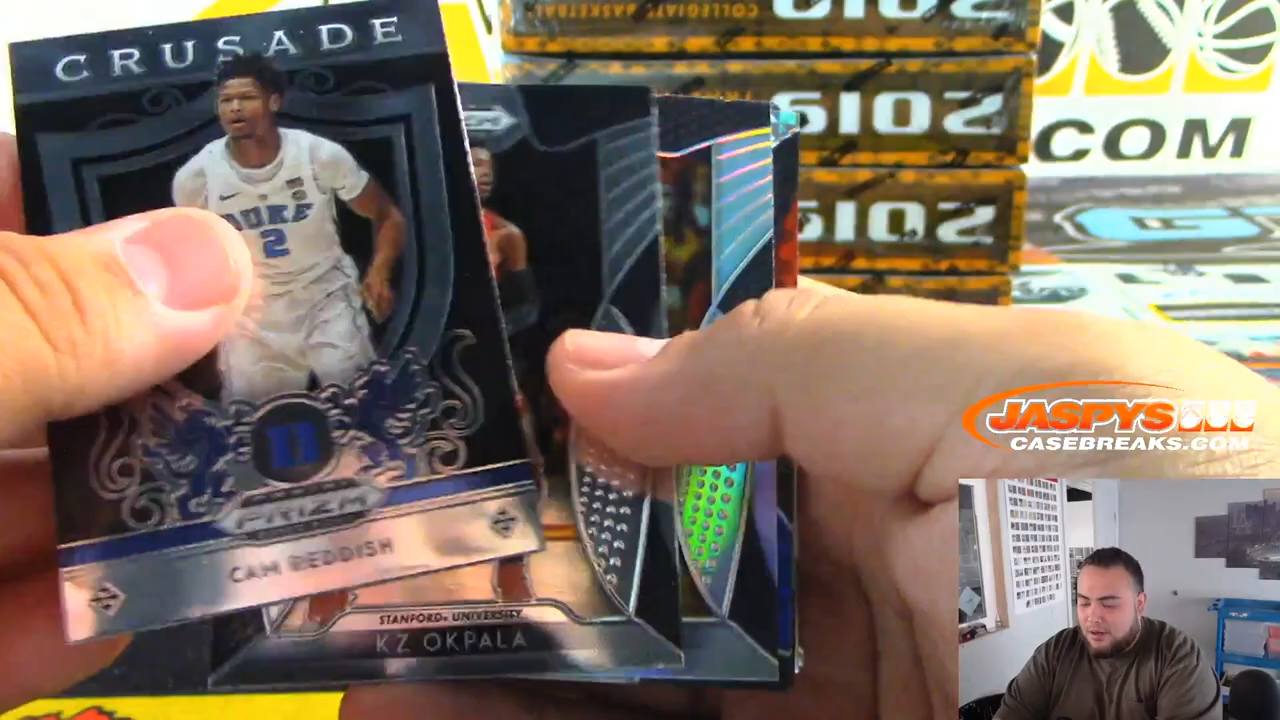 CRUSADE
DUKE
2
D
PRIZM
CAM REDDISH
STANFORD® UNIVERSITY
KZ OKPALA
COLLEGIATE BASKETBALL
2019
2019
2019
.COM
JASPYS
CASEBREAKS.COM